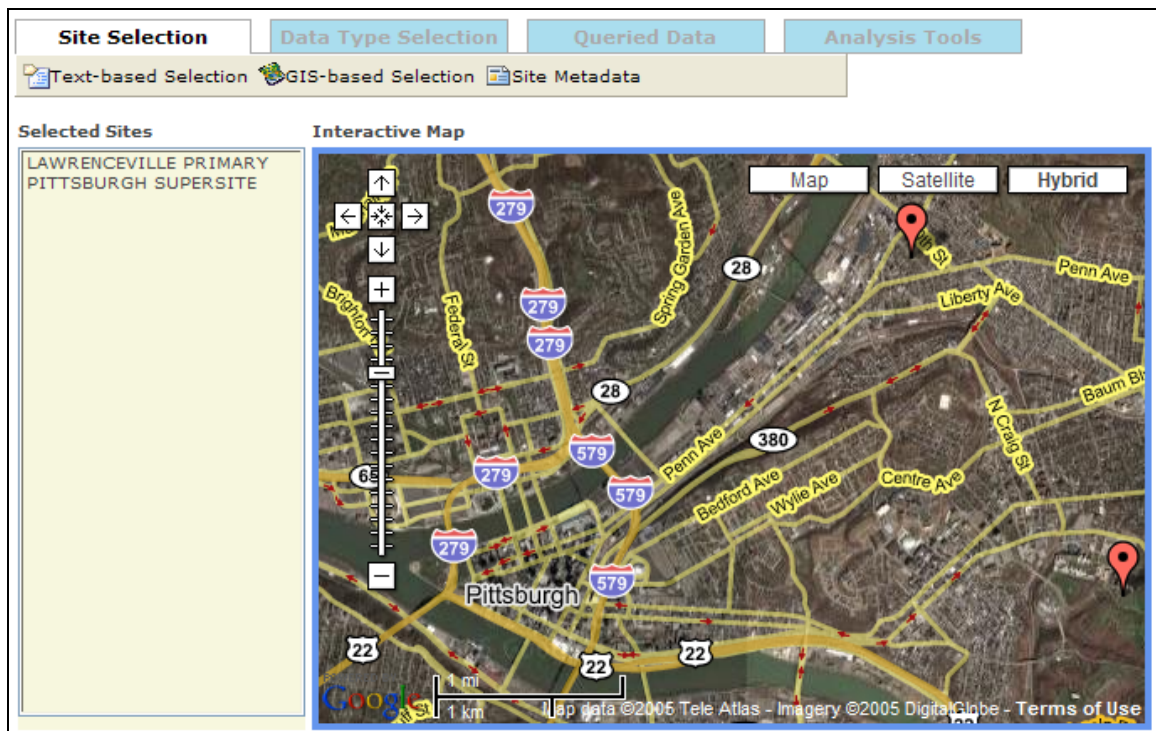 Site Selection
Data Type Selection
Queried Data
Analysis Tools
Text-based Selection
GIS-based Selection
Site Metadata
Selected Sites
Interactive Map
LAWRENCEVILLE PRIMARY
PITTSBURGH SUPERSITE
Map
Satellite
Hybrid
279
28
Spring Garden Ave
Penn Ave
Liberty Ave
Brighton
Federal St
279
279
28
Baum Bl
N Craig St
380
579
Penn Ave
279
579
Bedford Ave
Wylie Ave
Centre Ave
279
579
Pittsburgh
22
22
22
1 mi
1 km
Google
Map data ©2005 Tele Atlas - Imagery ©2005 DigitalGlobe - Terms of Use